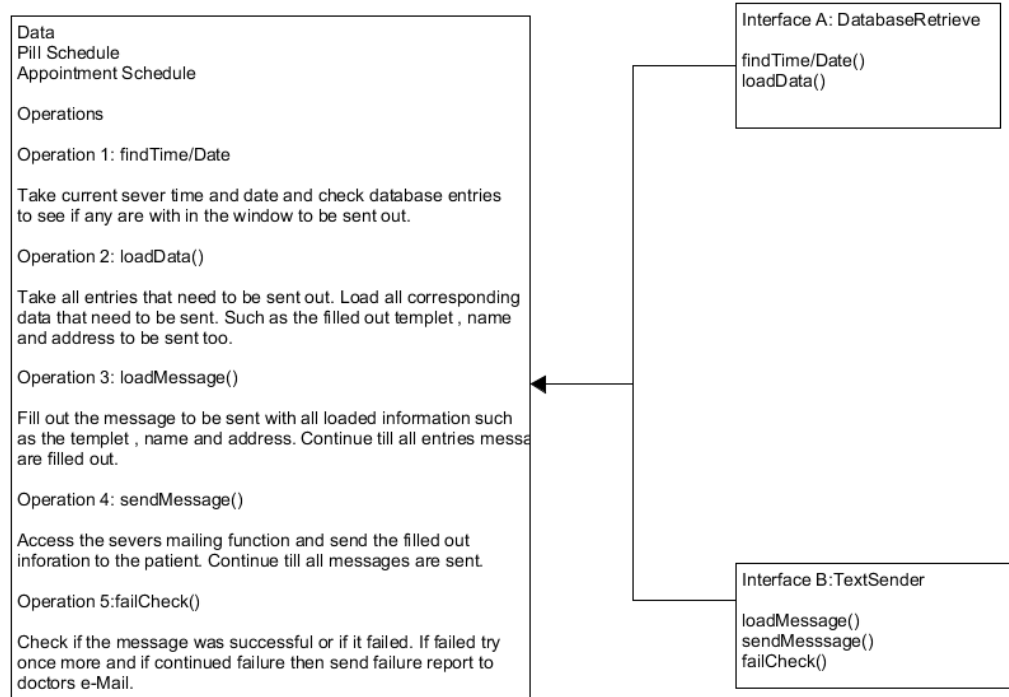 Data
Pill Schedule
Appointment Schedule
Operations
Operation 1: findTime/Date
Take current sever time and date and check database entries
to see if any are with in the window to be sent out.
Operation 2: loadData()
Take all entries that need to be sent out. Load all corresponding
data that need to be sent. Such as the filled out templet , name
and address to be sent too.
Operation 3: loadMessage()
Fill out the message to be sent with all loaded information such
as the templet , name and address. Continue till all entries messa
are filled out.
Operation 4: sendMessage()
Access the severs mailing function and send the filled out
inforation to the patient. Continue till all messages are sent.
Operation 5:failCheck()
Check if the message was successful or if it failed. If failed try
once more and if continued failure then send failure report to
doctors e-Mail.
Interface A: DatabaseRetrieve
findTime/Date()
loadData()
Interface B:TextSender
loadMessage()
sendMesssage()
failCheck()